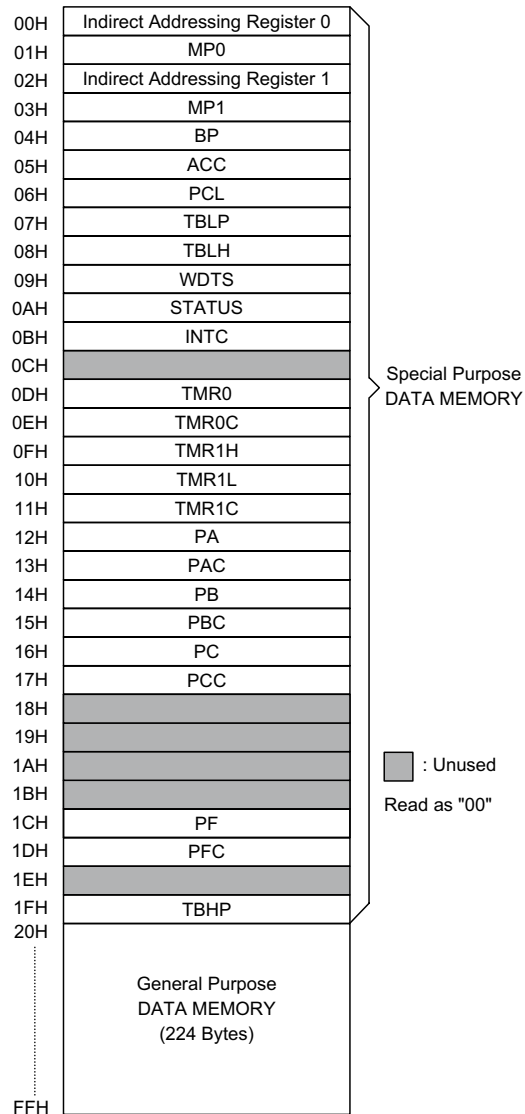 00H Indirect Addressing Register 0
01H MP0
02H Indirect Addressing Register 1
03H MP1
04H BP
05H ACC
06H PCL
07H TBLP
08H TBLH
09H WDTS
0AH STATUS
0BH INTC
0CH
0DH TMR0
0EH TMR0C
0FH TMR1H
10H TMR1L
11H TMR1C
12H PA
13H PAC
14H PB
15H PBC
16H PC
17H PCC
18H
19H
1AH
1BH
1CH PF
1DH PFC
1EH
1FH TBHP
20H
General Purpose
DATA MEMORY
(224 Bytes)
FFH
Special Purpose
DATA MEMORY
: Unused
Read as "00"